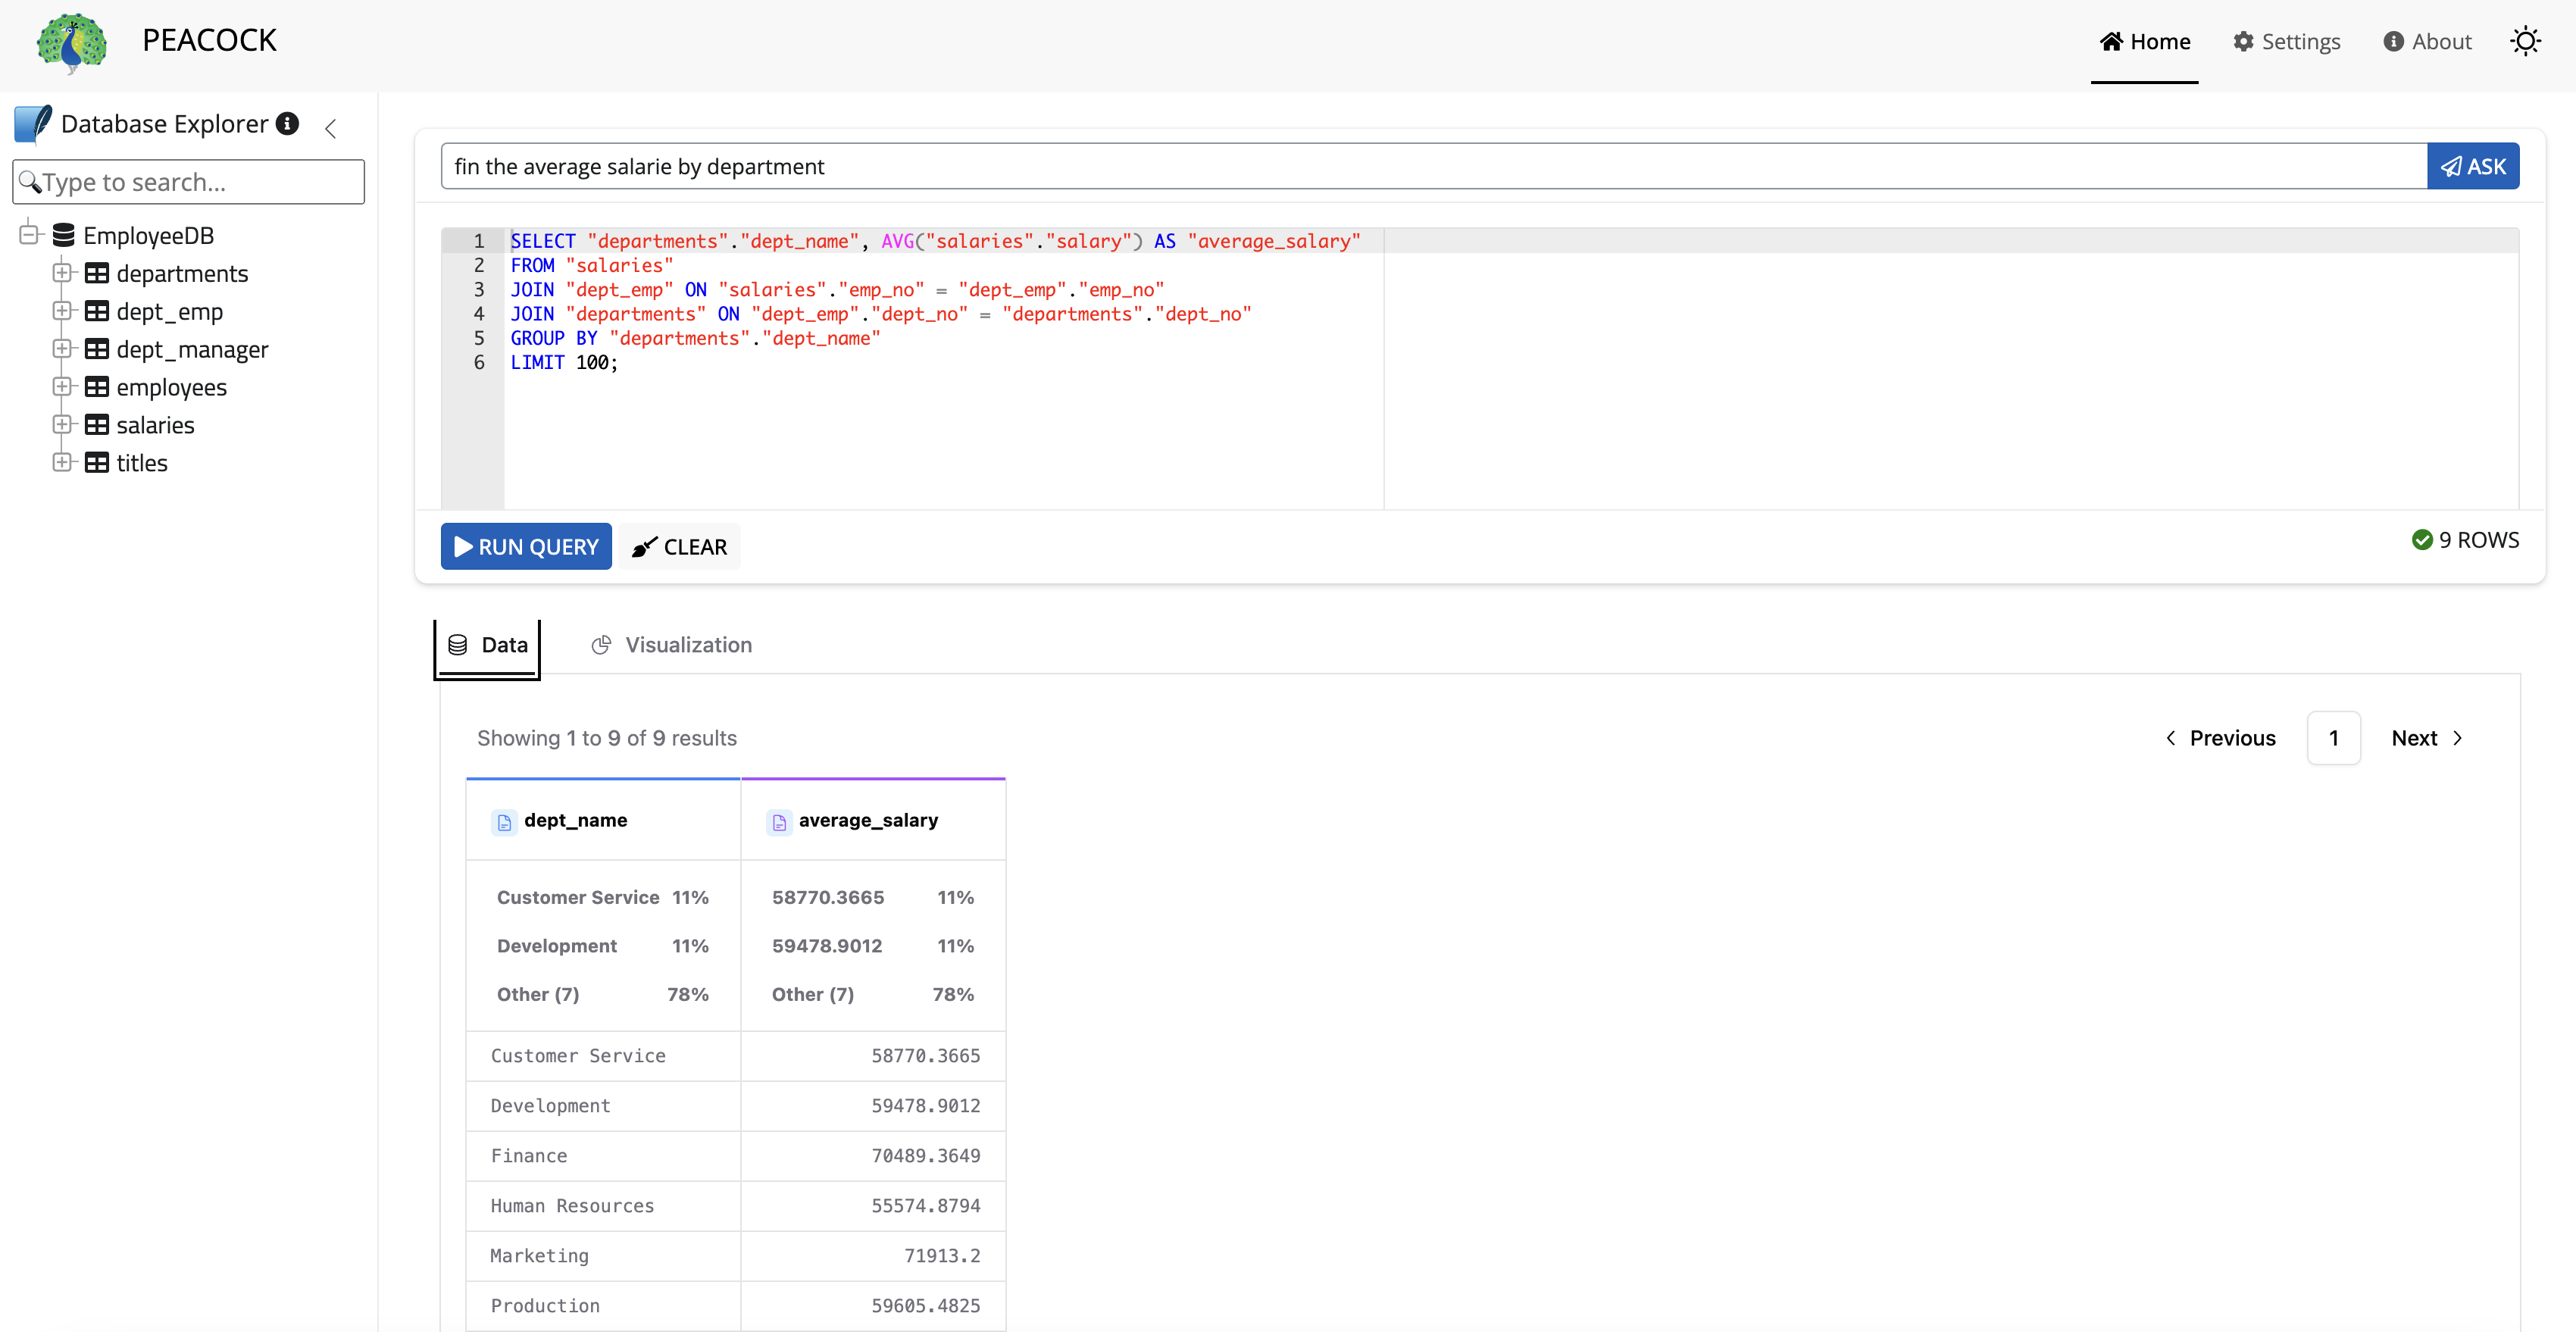 PEACOCK
Home
Settings
About
Database Explorer
Type to search...
EmployeeDB
departments
dept_emp
dept_manager
employees
salaries
titles
fin the average salarie by department
ASK
1 SELECT "departments"."dept_name", AVG("salaries"."salary") AS "average_salary"
2 FROM "salaries"
3 JOIN "dept_emp" ON "salaries"."emp_no" = "dept_emp"."emp_no"
4 JOIN "departments" ON "dept_emp"."dept_no" = "departments"."dept_no"
5 GROUP BY "departments"."dept_name"
6 LIMIT 100;
1
RUN QUERY
CLEAR
9 ROWS
Data
Visualization
Showing 1 to 9 of 9 results
Previous 1 Next
dept_name average_salary
Customer Service 11% 58770.3665 11%
Development 11% 59478.9012 11%
Other (7) 78% Other (7) 78%
Customer Service 58770.3665
Development 59478.9012
Finance 70489.3649
Human Resources 55574.8794
Marketing 71913.2
Production 59605.4825